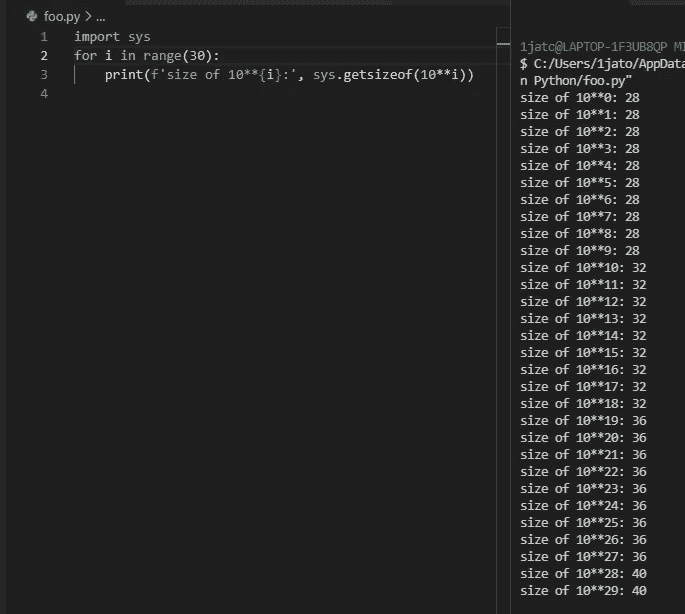 foo.py > ...
1 import sys
2 for i in range(30):
3 print(f'size of 10**{i}:', sys.getsizeof(10**i))
4
1jato@LAPTOP-1F3UB8QP MI
$ C:/Users/1jato/AppData
n Python/foo.py"
size of 10**0: 28
size of 10**1: 28
size of 10**2: 28
size of 10**3: 28
size of 10**4: 28
size of 10**5: 28
size of 10**6: 28
size of 10**7: 28
size of 10**8: 28
size of 10**9: 28
size of 10**10: 32
size of 10**11: 32
size of 10**12: 32
size of 10**13: 32
size of 10**14: 32
size of 10**15: 32
size of 10**16: 32
size of 10**17: 32
size of 10**18: 32
size of 10**19: 36
size of 10**20: 36
size of 10**21: 36
size of 10**22: 36
size of 10**23: 36
size of 10**24: 36
size of 10**25: 36
size of 10**26: 36
size of 10**27: 36
size of 10**28: 40
size of 10**29: 40